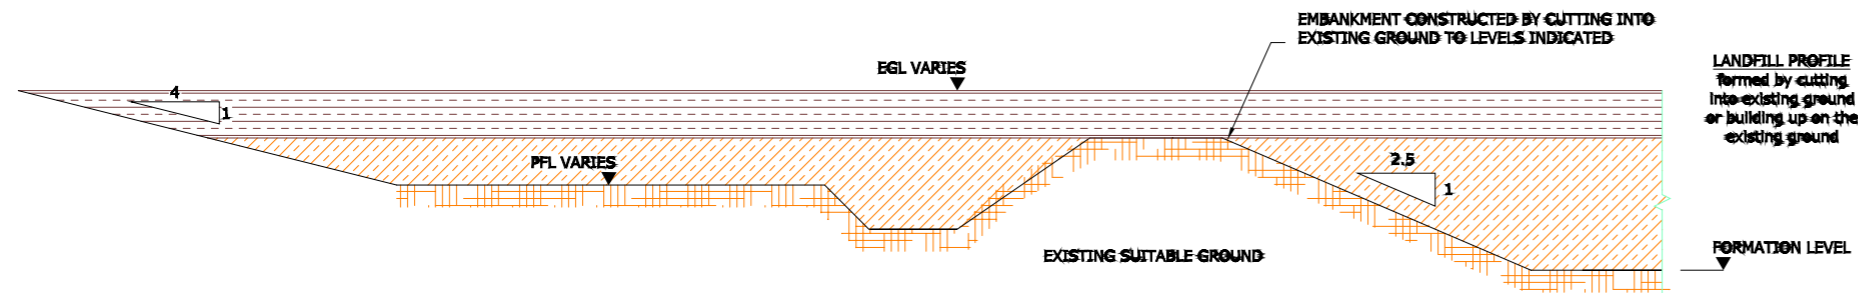 EMBANKMENT CONSTRUCTED BY CUTTING INTO
EXISTING GROUND TO LEVELS INDICATED
EGL VARIES
LANDFILL PROFILE
formed by cutting
into existing ground
or building up on the
existing ground
4
1
PFL VARIES
2.5
1
EXISTING SUITABLE GROUND
FORMATION LEVEL